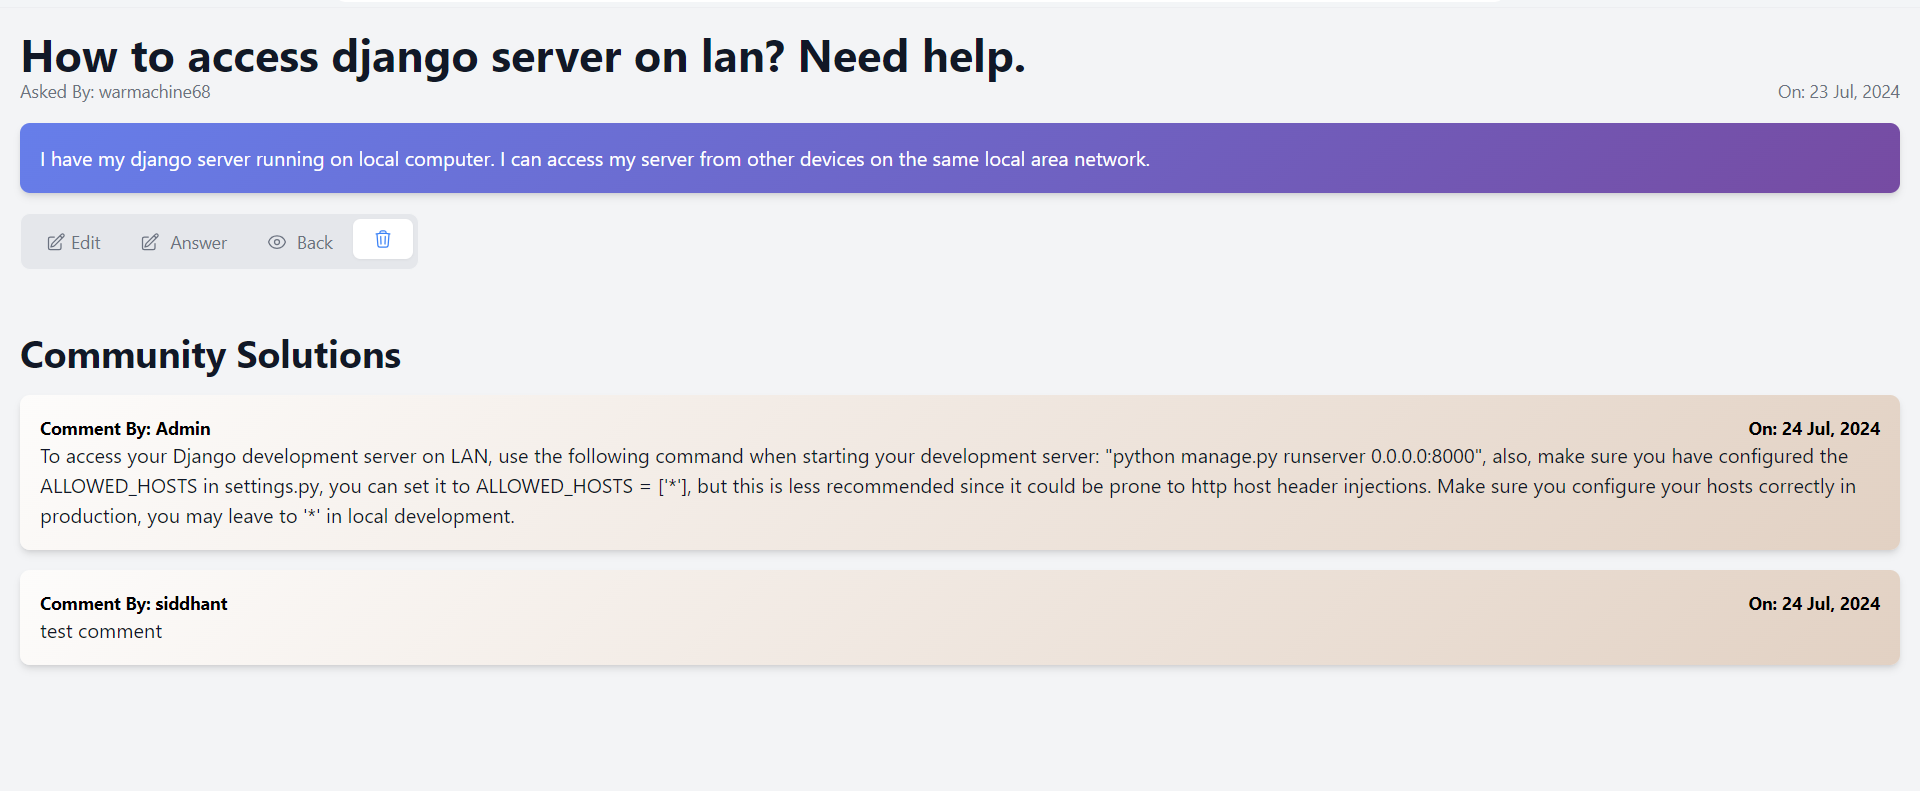 How to access django server on lan? Need help.
Asked By: warmachine68
On: 23 Jul, 2024
I have my django server running on local computer. I can access my server from other devices on the same local area network.
Edit
Answer
Back
Community Solutions
Comment By: Admin
On: 24 Jul, 2024
To access your Django development server on LAN, use the following command when starting your development server: "python manage.py runserver 0.0.0.0:8000", also, make sure you have configured the
ALLOWED_HOSTS in settings.py, you can set it to ALLOWED_HOSTS = ['*'], but this is less recommended since it could be prone to http host header injections. Make sure you configure your hosts correctly in
production, you may leave to '*' in local development.
Comment By: siddhant
On: 24 Jul, 2024
test comment